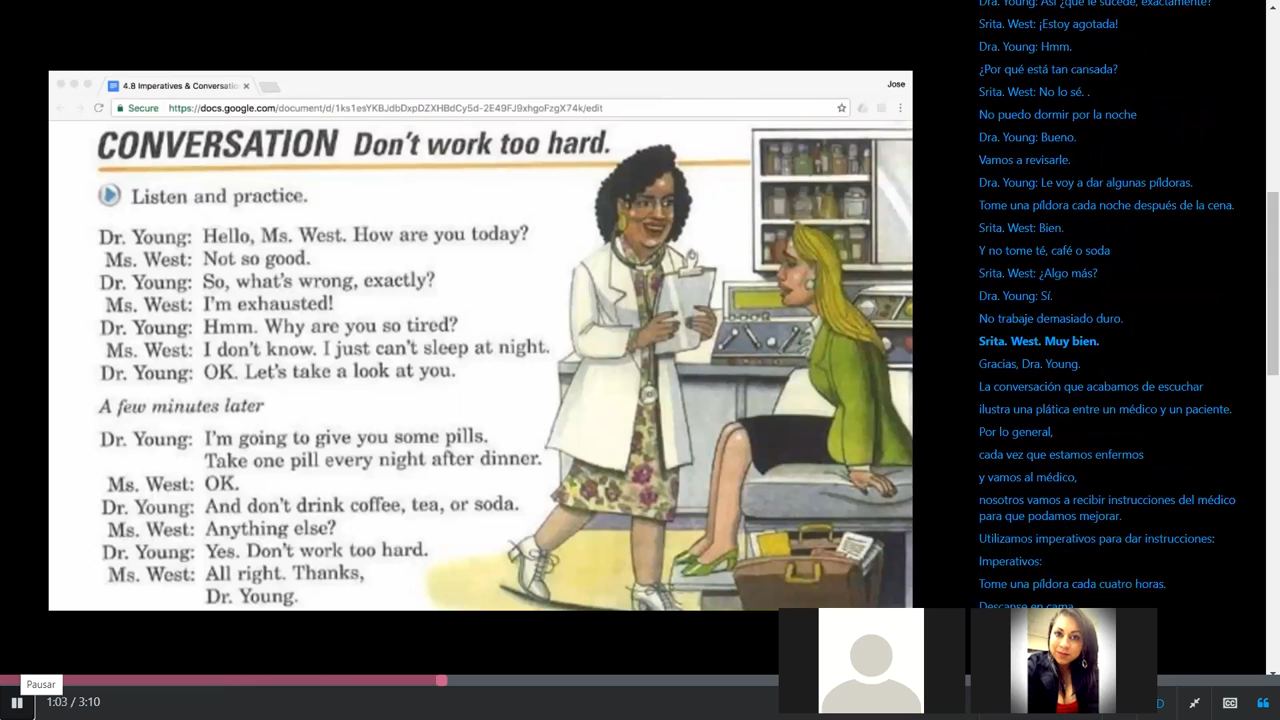 4.8 Imperatives & Conversatio
Jose
Secure
https://docs.google.com/document/d/1ks1esYKBJdbDxpDZXHBdCy5d-2E49FJ9xhgoFzgX74k/edit
CONVERSATION Don't work too hard.
Listen and practice.
Dr. Young: Hello, Ms. West. How are you today?
Ms. West: Not so good.
Dr. Young: So, what's wrong, exactly?
Ms. West: I'm exhausted!
Dr. Young: Hmm. Why are you so tired?
Ms. West: I don't know. I just can't sleep at night.
Dr. Young: OK. Let's take a look at you.
A few minutes later
Dr. Young: I'm going to give you some pills.
Take one pill every night after dinner.
Ms. West: OK.
Dr. Young: And don't drink coffee, tea, or soda.
Ms. West: Anything else?
Dr. Young: Yes. Don't work too hard.
Ms. West: All right. Thanks,
Dr. Young.
Dra. Young: Así ¿qué le sucede, exactamente?
Srita. West: ¡Estoy agotada!
Dra. Young: Hmm.
¿Por qué está tan cansada?
Srita. West: No lo sé. .
No puedo dormir por la noche
Dra. Young: Bueno.
Vamos a revisarle.
Dra. Young: Le voy a dar algunas píldoras.
Tome una píldora cada noche después de la cena.
Srita. West: Bien.
Y no tome té, café o soda
Srita. West: ¿Algo más?
Dra. Young: Sí.
No trabaje demasiado duro.
Srita. West. Muy bien.
Gracias, Dra. Young.
La conversación que acabamos de escuchar
ilustra una plática entre un médico y un paciente.
Por lo general,
cada vez que estamos enfermos
y vamos al médico,
nosotros vamos a recibir instrucciones del médico
para que podamos mejorar.
Utilizamos imperativos para dar instrucciones:
Imperativos:
Tome una píldora cada cuatro horas.
Descanse en cama
Pausar
1:03 / 3:10
CC